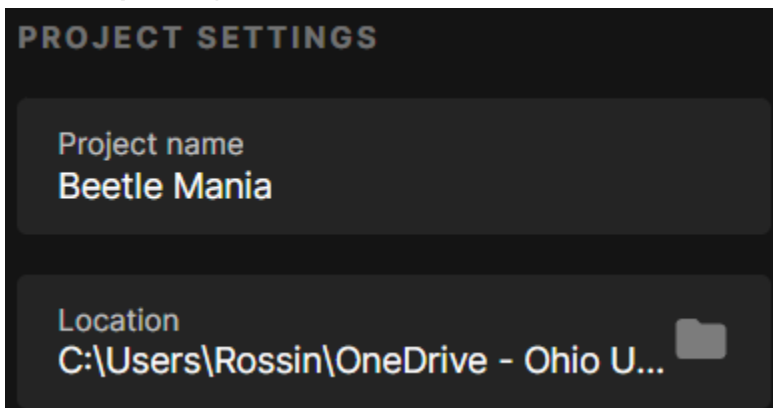 PROJECT SETTINGS
Project name
Beetle Mania
Location
C:\Users\Rossin\OneDrive - Ohio U...